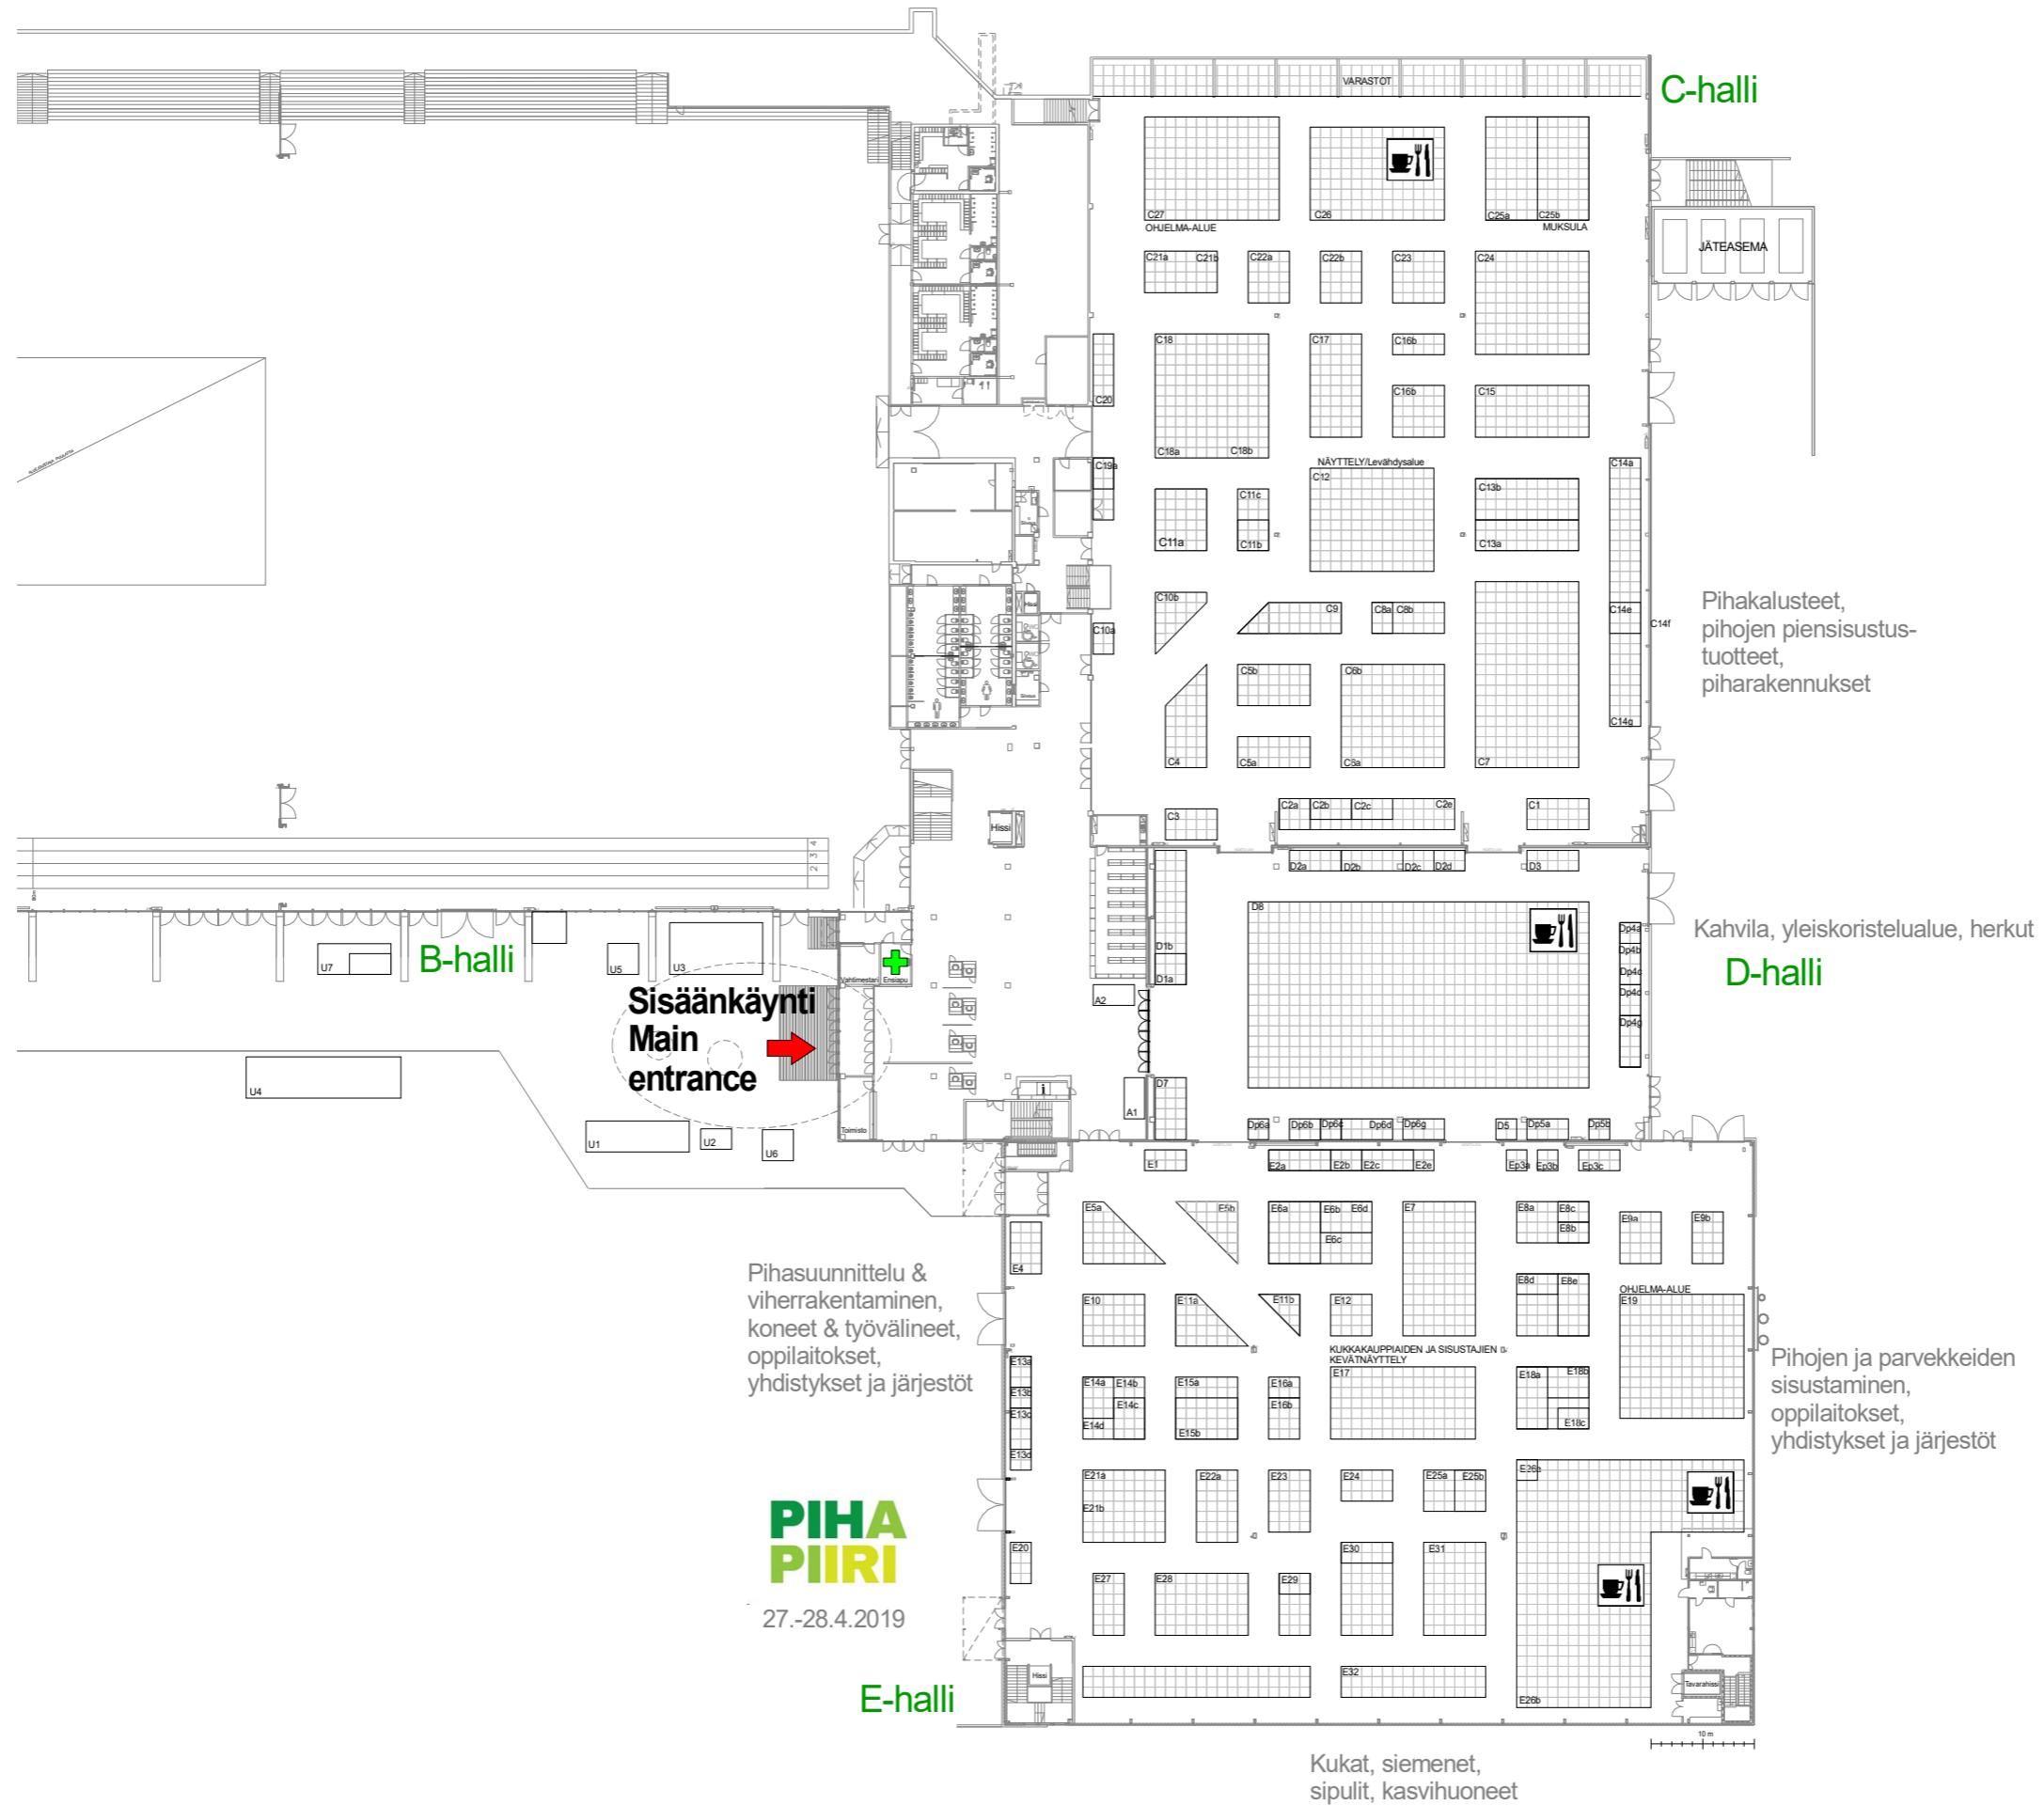 VARASTOT
C-halli
C27
OHJELMA-ALUE
C26
C25a
C25b
MUKSULA
JÄTEASEMA
C21a
C21b
C22a
C22b
C23
C24
C18
C17
C16b
C20
C16b
C15
C18a
C18b
NÄYTTELY/Levähdysalue
C12
C19a
C14a
C13b
C11c
C11a
C11b
C13a
C10b
C9
C8a
C8b
C14e
C14f
C10a
Pihakalusteet,
pihojen piensisustus-
tuotteet,
piharakennukset
C5b
C6b
C14g
C4
C5a
C6a
C7
C2a
C2b
C2c
C2e
C1
C3
Hissi
D2a
D2b
D2c
D2d
D3
D8
Dp4a
Kahvila, yleiskoristelualue, herkut
D-halli
Dp4b
Dp4c
Dp4d
Dp4g
D1b
D1a
A2
U7
B-halli
U5
U3
Vahtimestari
Ensiapu
Sisäänkäynti
Main
entrance
U4
U1
U2
U6
Toimisto
i
A1
D7
Dp6a
Dp6b
Dp6c
Dp6d
Dp6g
D5
Dp5a
Dp5b
E1
E2a
E2b
E2c
E2e
Ep3a
Ep3b
Ep3c
E5a
E5b
E6a
E6b
E6d
E6c
E7
E8a
E8c
E8b
E9a
E9b
E4
Pihasuunnittelu &
viherrakentaminen,
koneet & työvälineet,
oppilaitokset,
yhdistykset ja järjestöt
E10
E11a
E11b
E12
E8d
E8e
OHJELMA-ALUE
E19
KUKKAKAUPPIAIDEN JA SISUSTAJIEN
KEVÄTNÄYTTELY
E17
Pihojen ja parvekkeiden
sisustaminen,
oppilaitokset,
yhdistykset ja järjestöt
E13a
E13b
E13c
E13d
E14a
E14b
E14c
E14d
E15a
E15b
E16a
E16b
E18a
E18b
E18c
E21a
E21b
E22a
E23
E24
E25a
E25b
E26a
PIHA
PIIRI
27.-28.4.2019
E20
E30
E31
E27
E28
E29
E32
E26b
Hissi
Tavarahissi
E-halli
10 m
Kukat, siemenet,
sipulit, kasvihuoneet